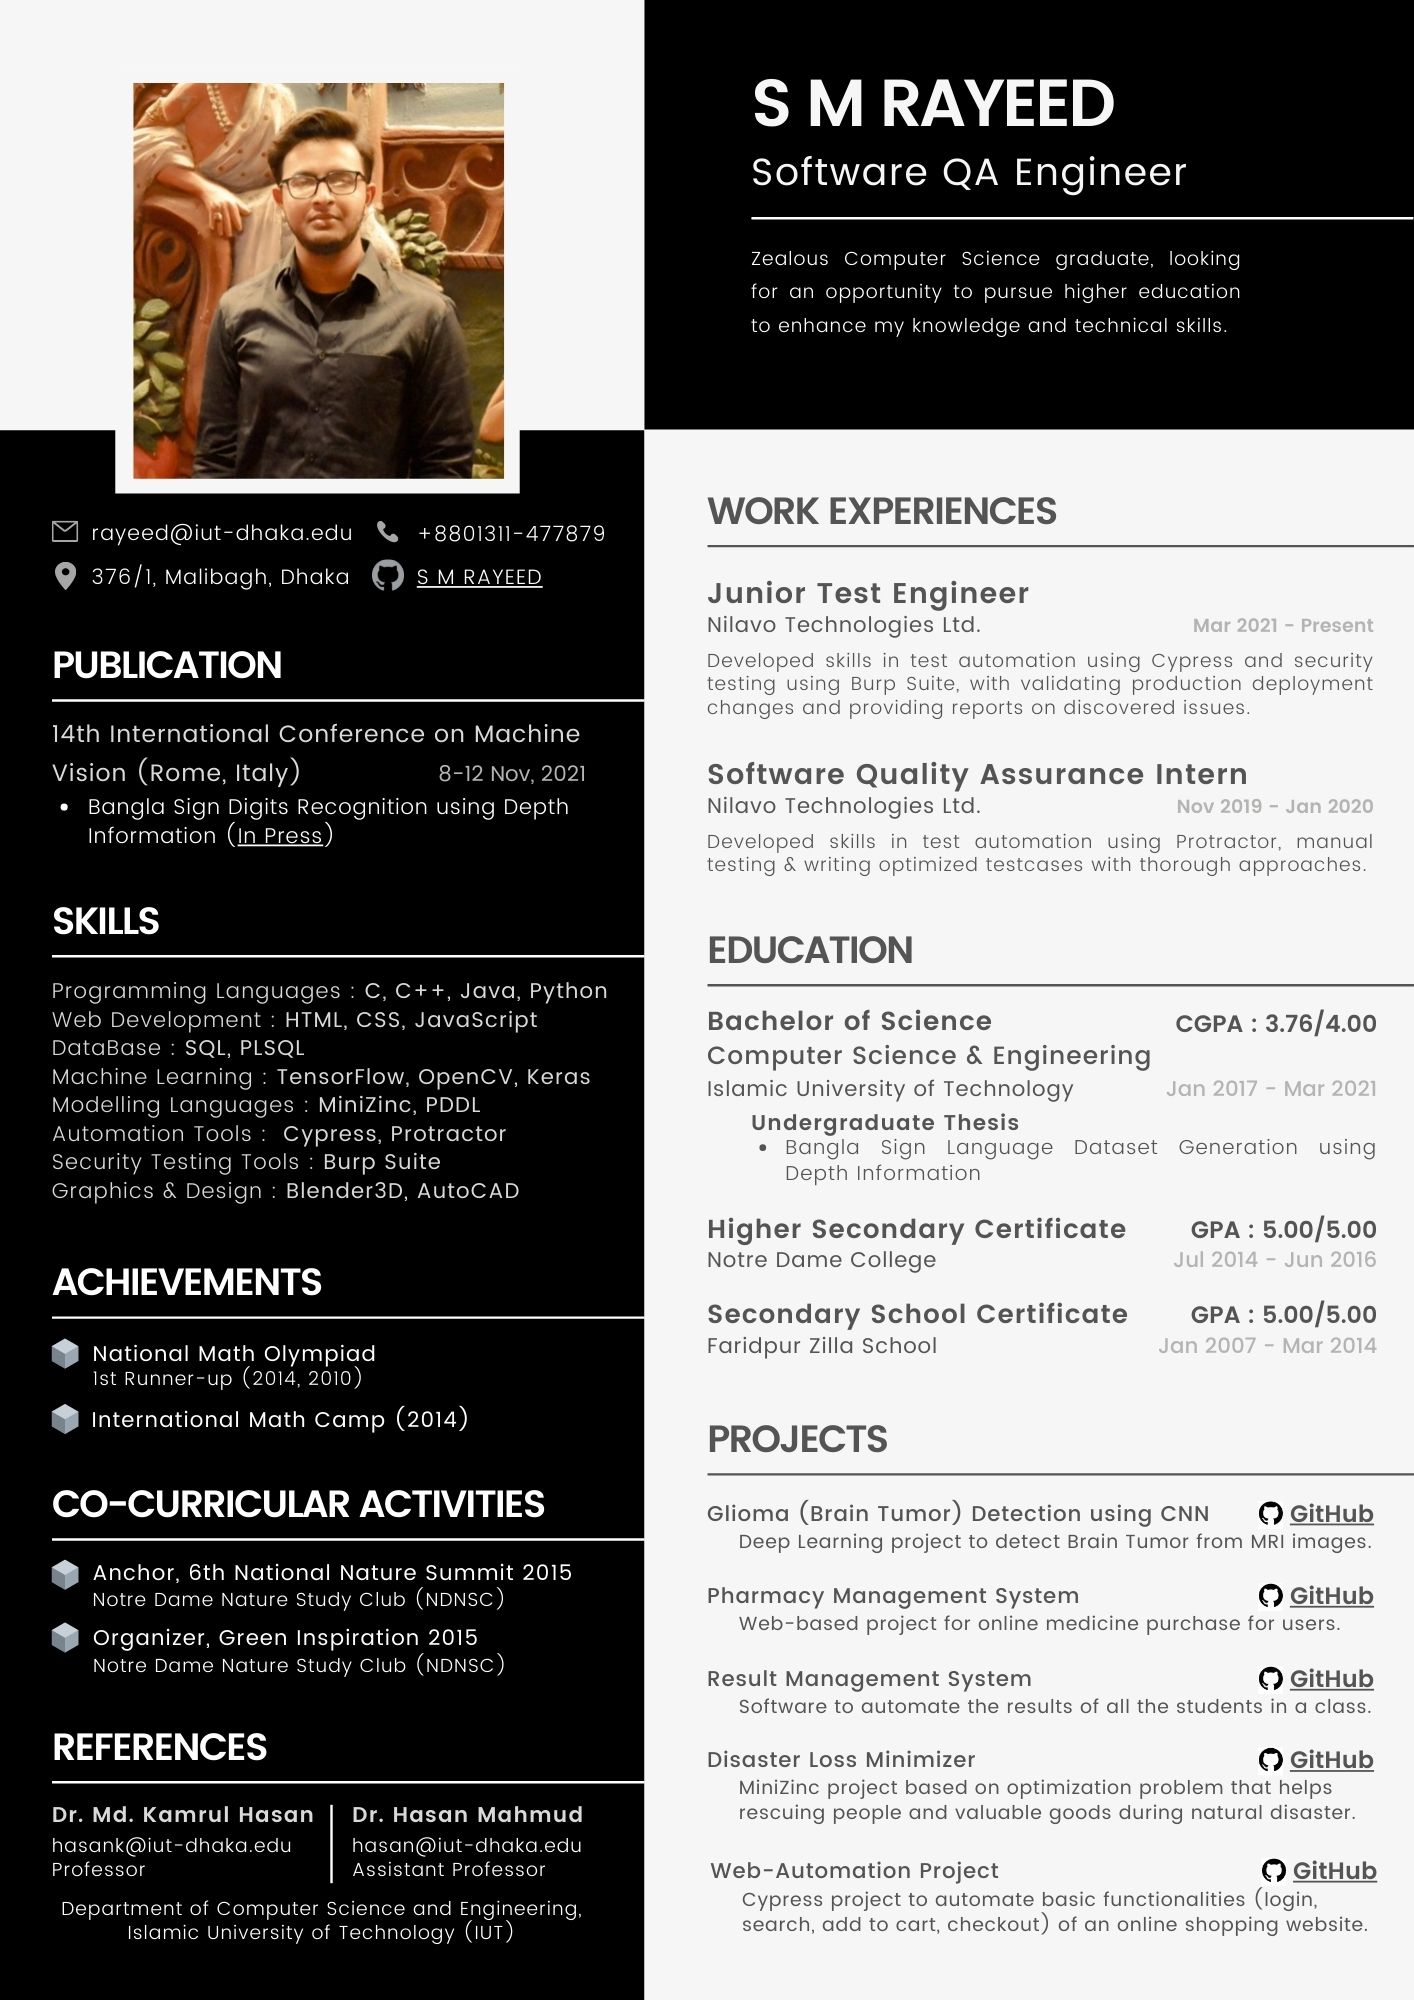 S M RAYEED
Software QA Engineer
Zealous Computer Science graduate, looking
for an opportunity to pursue higher education
to enhance my knowledge and technical skills.
rayeed@iut-dhaka.edu
+8801311-477879
376/1, Malibagh, Dhaka
S M RAYEED
PUBLICATION
14th International Conference on Machine
Vision (Rome, Italy) 8-12 Nov, 2021
• Bangla Sign Digits Recognition using Depth
Information (In Press)
SKILLS
Programming Languages : C, C++, Java, Python
Web Development : HTML, CSS, JavaScript
DataBase : SQL, PLSQL
Machine Learning : TensorFlow, OpenCV, Keras
Modelling Languages : MiniZinc, PDDL
Automation Tools : Cypress, Protractor
Security Testing Tools : Burp Suite
Graphics & Design : Blender3D, AutoCAD
ACHIEVEMENTS
National Math Olympiad
1st Runner-up (2014, 2010)
International Math Camp (2014)
CO-CURRICULAR ACTIVITIES
Anchor, 6th National Nature Summit 2015
Notre Dame Nature Study Club (NDNSC)
Organizer, Green Inspiration 2015
Notre Dame Nature Study Club (NDNSC)
REFERENCES
Dr. Md. Kamrul Hasan
hasank@iut-dhaka.edu
Professor
Dr. Hasan Mahmud
hasan@iut-dhaka.edu
Assistant Professor
Department of Computer Science and Engineering,
Islamic University of Technology (IUT)
WORK EXPERIENCES
Junior Test Engineer
Nilavo Technologies Ltd. Mar 2021 - Present
Developed skills in test automation using Cypress and security
testing using Burp Suite, with validating production deployment
changes and providing reports on discovered issues.
Software Quality Assurance Intern
Nilavo Technologies Ltd. Nov 2019 - Jan 2020
Developed skills in test automation using Protractor, manual
testing & writing optimized testcases with thorough approaches.
EDUCATION
Bachelor of Science CGPA : 3.76/4.00
Computer Science & Engineering
Islamic University of Technology Jan 2017 - Mar 2021
Undergraduate Thesis
• Bangla Sign Language Dataset Generation using
Depth Information
Higher Secondary Certificate GPA : 5.00/5.00
Notre Dame College Jul 2014 - Jun 2016
Secondary School Certificate GPA : 5.00/5.00
Faridpur Zilla School Jan 2007 - Mar 2014
PROJECTS
Glioma (Brain Tumor) Detection using CNN GitHub
Deep Learning project to detect Brain Tumor from MRI images.
Pharmacy Management System GitHub
Web-based project for online medicine purchase for users.
Result Management System GitHub
Software to automate the results of all the students in a class.
Disaster Loss Minimizer GitHub
MiniZinc project based on optimization problem that helps
rescuing people and valuable goods during natural disaster.
Web-Automation Project GitHub
Cypress project to automate basic functionalities (login,
search, add to cart, checkout) of an online shopping website.